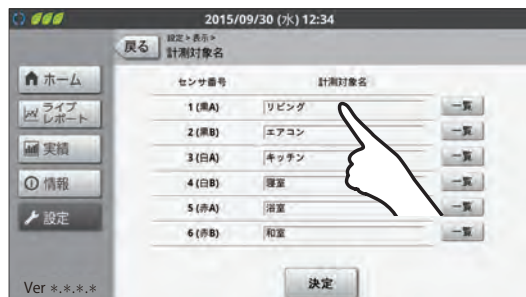 2015/09/30 (水) 12:34
戻る
設定>表示>
計測対象名
ホーム
ライブ
レポート
実績
情報
設定
Ver *.*.*.*
センサ番号 計測対象名
1 (黒A) リビング 一覧
2 (黒B) エアコン 一覧
3 (白A) キッチン 一覧
4 (白B) 寝室 一覧
5 (赤A) 浴室 一覧
6 (赤B) 和室 一覧
決定